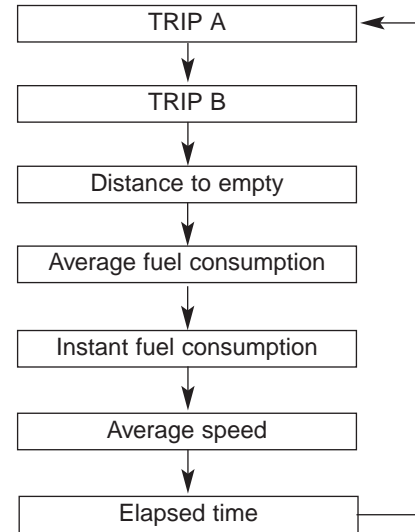 TRIP A
TRIP B
Distance to empty
Average fuel consumption
Instant fuel consumption
Average speed
Elapsed time